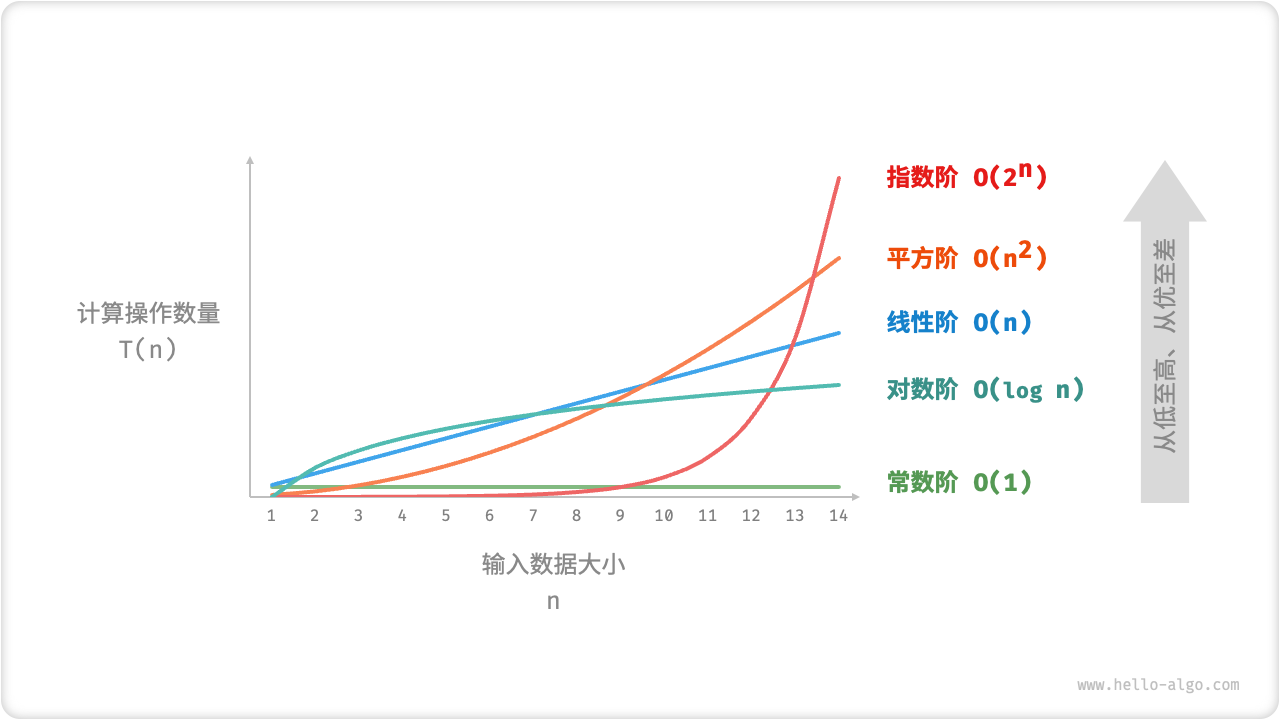 指数阶 O(2ⁿ)
平方阶 O(n²)
线性阶 O(n)
对数阶 O(log n)
常数阶 O(1)
从低至高、从优至差
计算操作数量
T(n)
1 2 3 4 5 6 7 8 9 10 11 12 13 14
输入数据大小
n
www.hello-algo.com